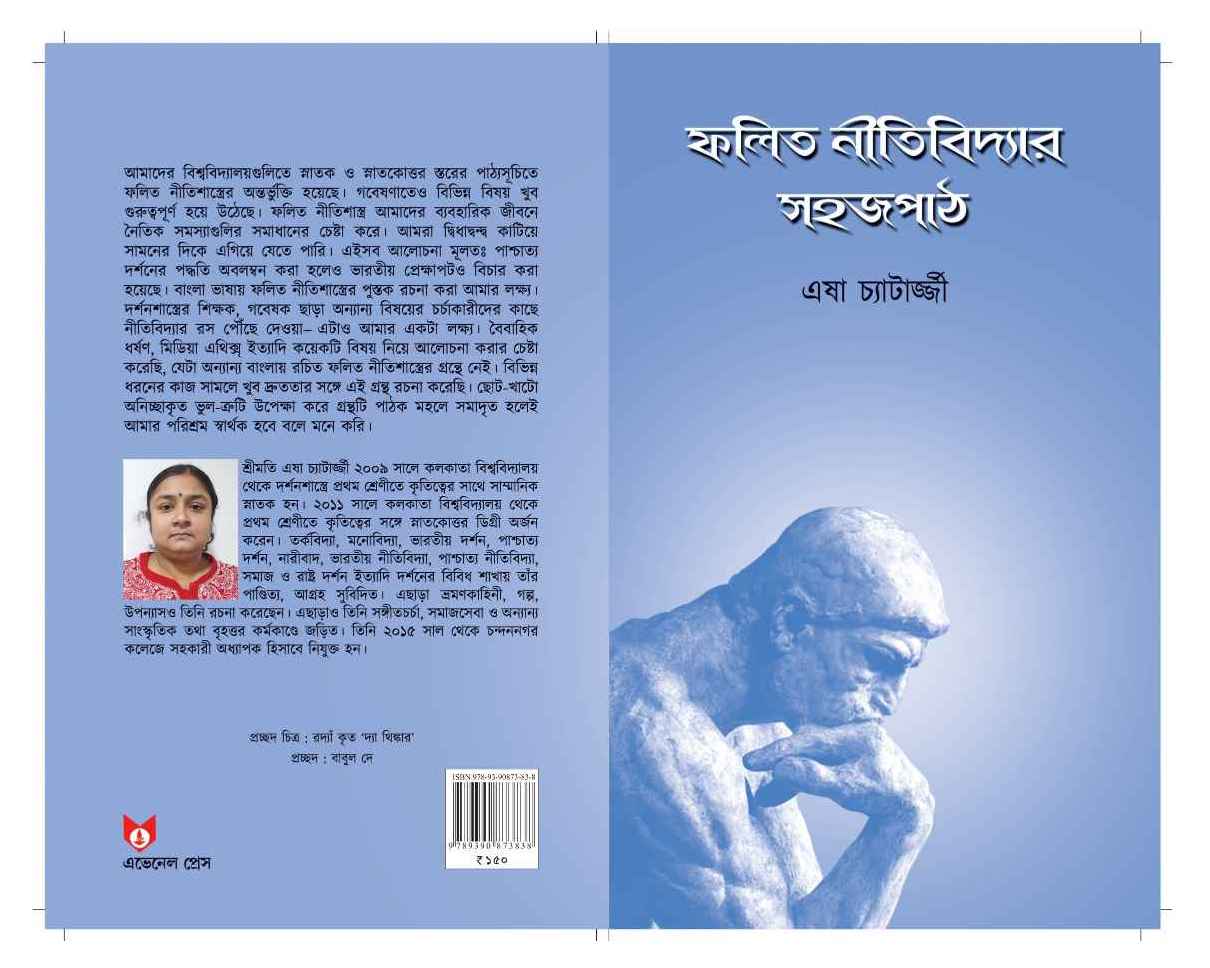 আমাদের বিশ্ববিদ্যালয়গুলিতে স্নাতক ও স্নাতকোত্তর স্তরের পাঠ্যসূচিতে
ফলিত নীতিশাস্ত্রের অন্তর্ভুক্তি হয়েছে। গবেষণাতেও বিভিন্ন বিষয় খুব
গুরুত্বপূর্ণ হয়ে উঠেছে। ফলিত নীতিশাস্ত্র আমাদের ব্যবহারিক জীবনে
নৈতিক সমস্যাগুলির সমাধানের চেষ্টা করে। আমরা দ্বিধাদ্বন্দ্ব কাটিয়ে
সামনের দিকে এগিয়ে যেতে পারি। এইসব আলোচনা মূলতঃ পাশ্চাত্য
দর্শনের পদ্ধতি অবলম্বন করা হলেও ভারতীয় প্রেক্ষাপটও বিচার করা
হয়েছে। বাংলা ভাষায় ফলিত নীতিশাস্ত্রের পুস্তক রচনা করা আমার লক্ষ্য।
দর্শনশাস্ত্রের শিক্ষক, গবেষক ছাড়া অন্যান্য বিষয়ের চর্চাকারীদের কাছে
নীতিবিদ্যার রস পৌঁছে দেওয়া– এটাও আমার একটা লক্ষ্য। বৈবাহিক
ধর্ষণ, মিডিয়া এথিক্স ইত্যাদি কয়েকটি বিষয় নিয়ে আলোচনা করার চেষ্টা
করেছি, যেটা অন্যান্য বাংলায় রচিত ফলিত নীতিশাস্ত্রের গ্রন্থে নেই। বিভিন্ন
ধরনের কাজ সামলে খুব দ্রুততার সঙ্গে এই গ্রন্থ রচনা করেছি। ছোট-খাটো
অনিচ্ছাকৃত ভুল-ত্রুটি উপেক্ষা করে গ্রন্থটি পাঠক মহলে সমাদৃত হলেই
আমার পরিশ্রম স্বার্থক হবে বলে মনে করি।
শ্রীমতি এষা চ্যাটার্জ্জী ২০০৯ সালে কলকাতা বিশ্ববিদ্যালয়
থেকে দর্শনশাস্ত্রে প্রথম শ্রেণীতে কৃতিত্বের সাথে সাম্মানিক
স্নাতক হন। ২০১১ সালে কলকাতা বিশ্ববিদ্যালয় থেকে
প্রথম শ্রেণীতে কৃতিত্বের সঙ্গে স্নাতকোত্তর ডিগ্রী অর্জন
করেন। তর্কবিদ্যা, মনোবিদ্যা, ভারতীয় দর্শন, পাশ্চাত্য
দর্শন, নারীবাদ, ভারতীয় নীতিবিদ্যা, পাশ্চাত্য নীতিবিদ্যা,
সমাজ ও রাষ্ট্র দর্শন ইত্যাদি দর্শনের বিবিধ শাখায় তাঁর
পাণ্ডিত্য, আগ্রহ সুবিদিত। এছাড়া ভ্রমণকাহিনী, গল্প,
উপন্যাসও তিনি রচনা করেছেন। এছাড়াও তিনি সঙ্গীতচর্চা, সমাজসেবা ও অন্যান্য
সাংস্কৃতিক তথা বৃহত্তর কর্মকাণ্ডে জড়িত। তিনি ২০১৫ সাল থেকে চন্দননগর
কলেজে সহকারী অধ্যাপক হিসাবে নিযুক্ত হন।
প্রচ্ছদ চিত্র : রদ্যাঁ কৃত ‘দ্যা থিঙ্কার’
প্রচ্ছদ : বাবুল দে
ISBN 978-93-90873-83-8
9 789390 873838
₹ ১৫০
এভেনেল প্রেস
ফলিত নীতিবিদ্যার
সহজপাঠ
এষা চ্যাটার্জ্জী